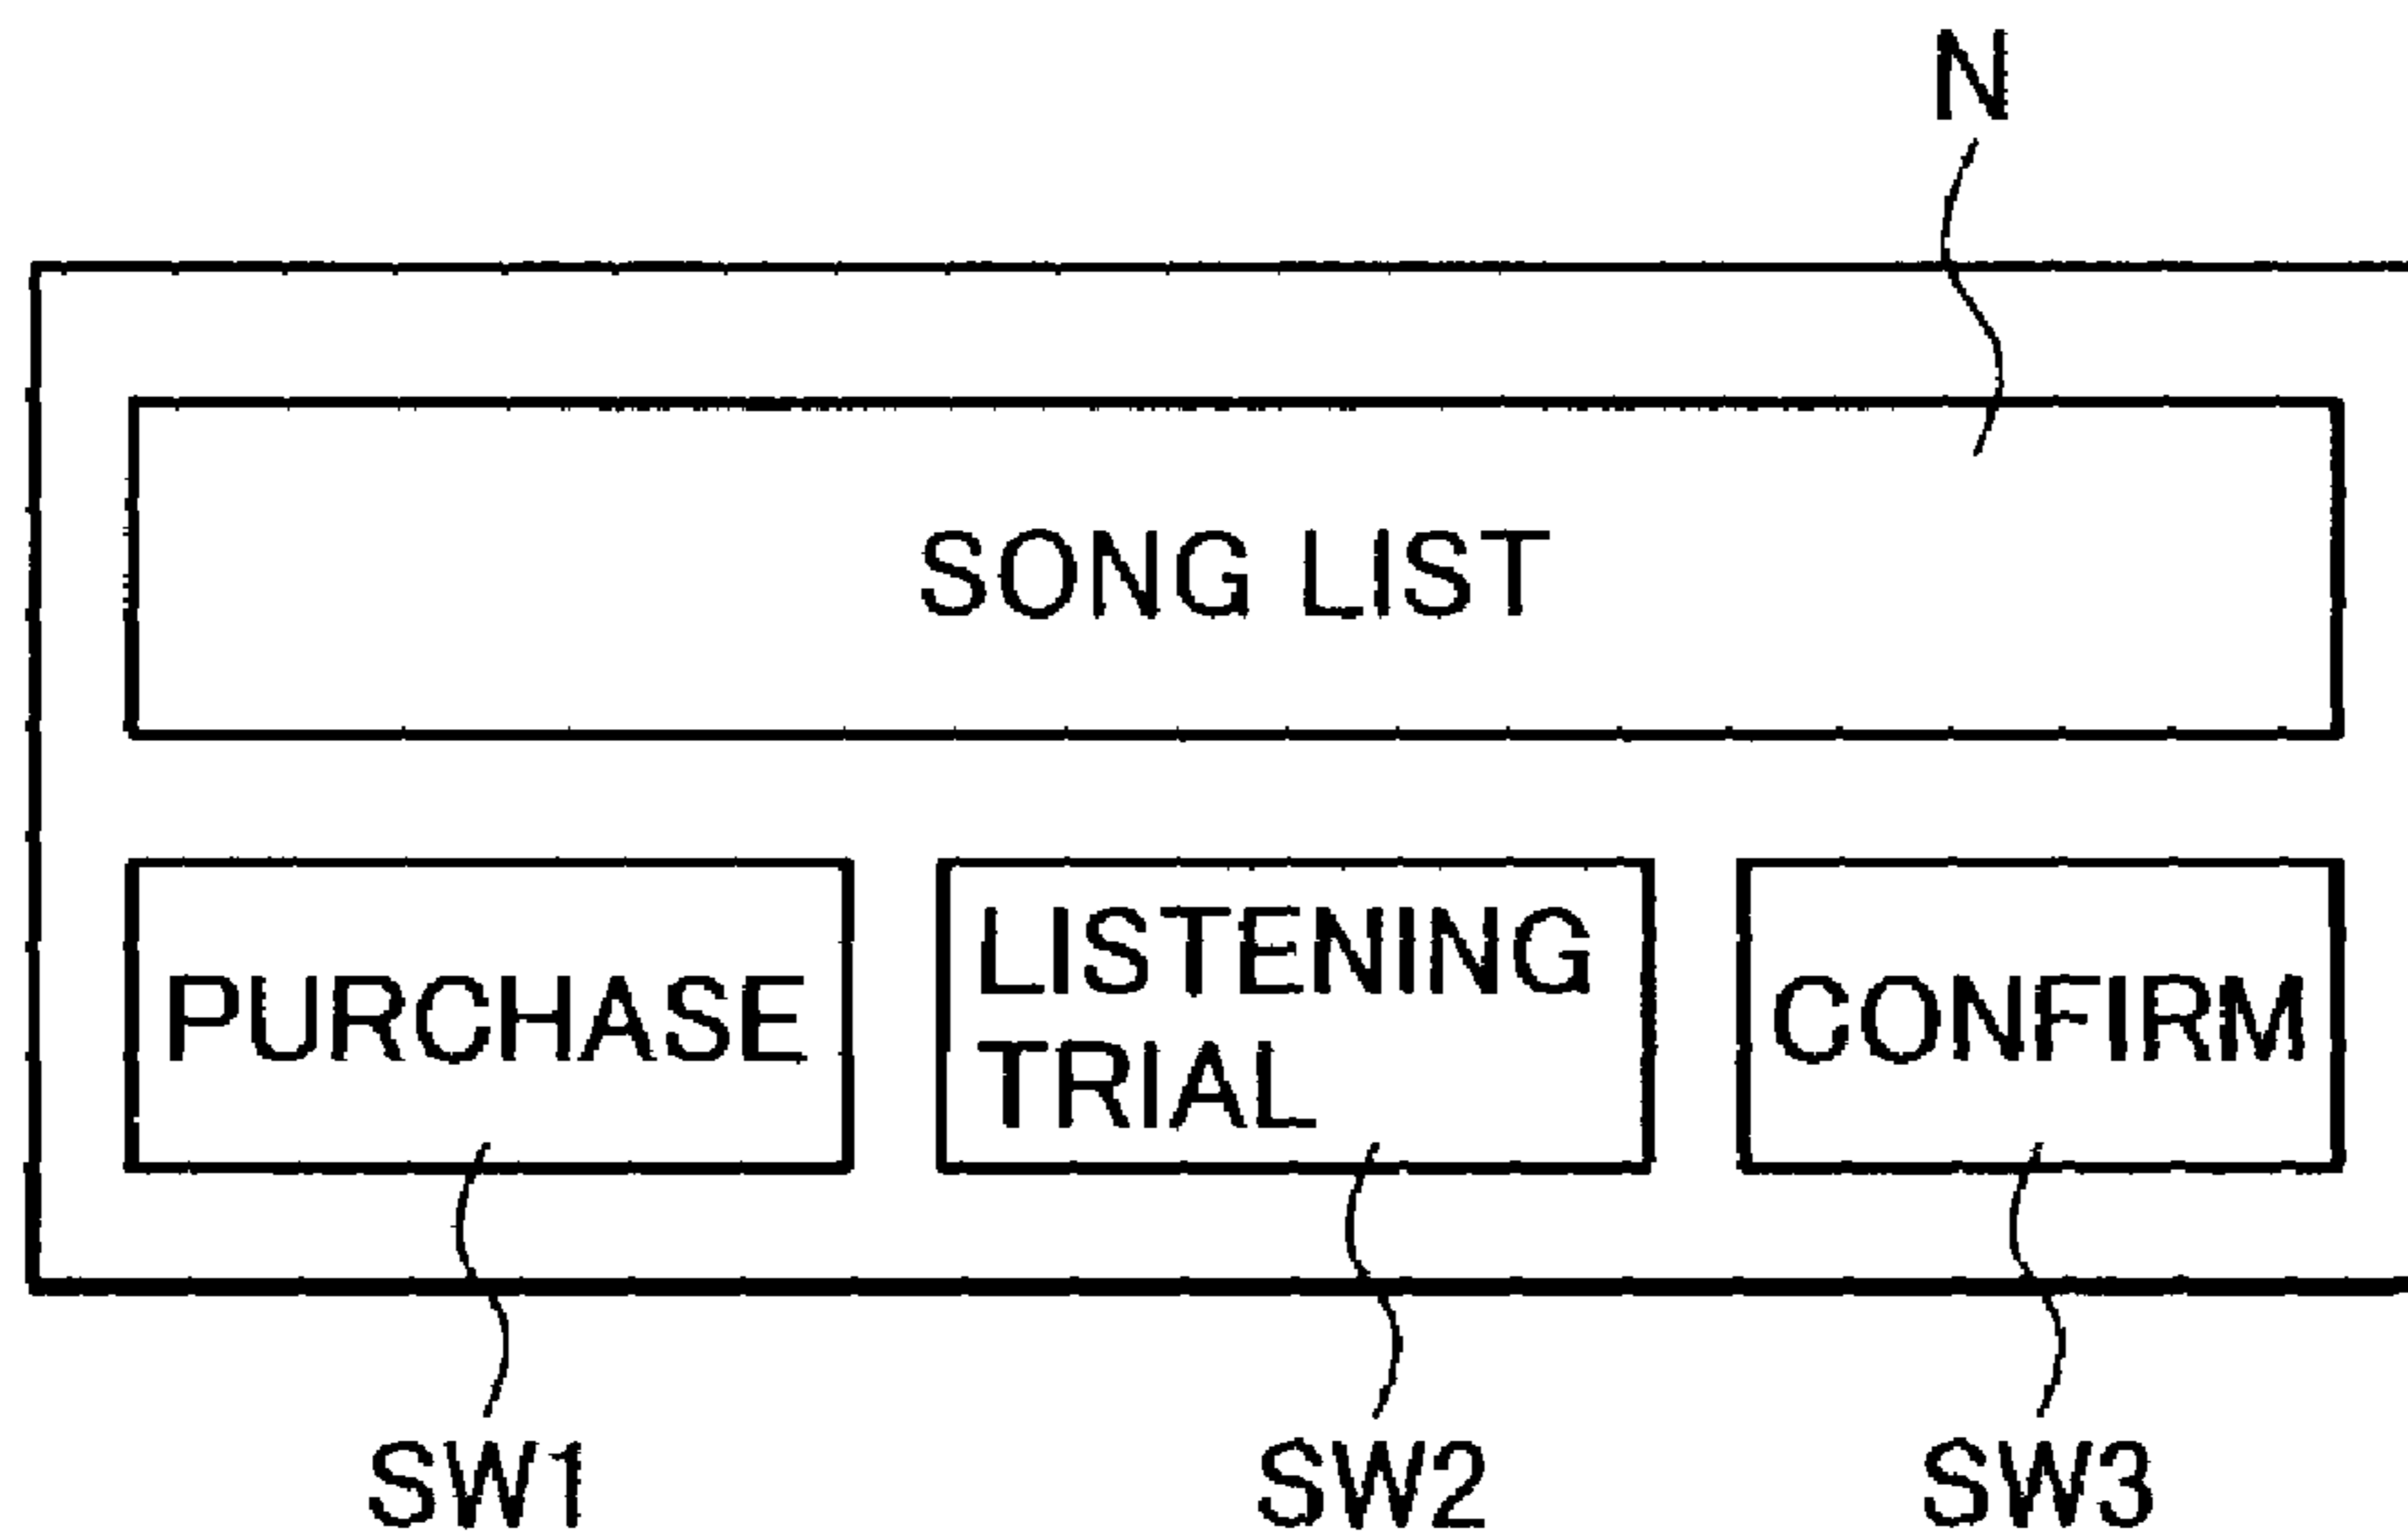 N
SONG LIST
PURCHASE
LISTENING
TRIAL
CONFIRM
SW1
SW2
SW3